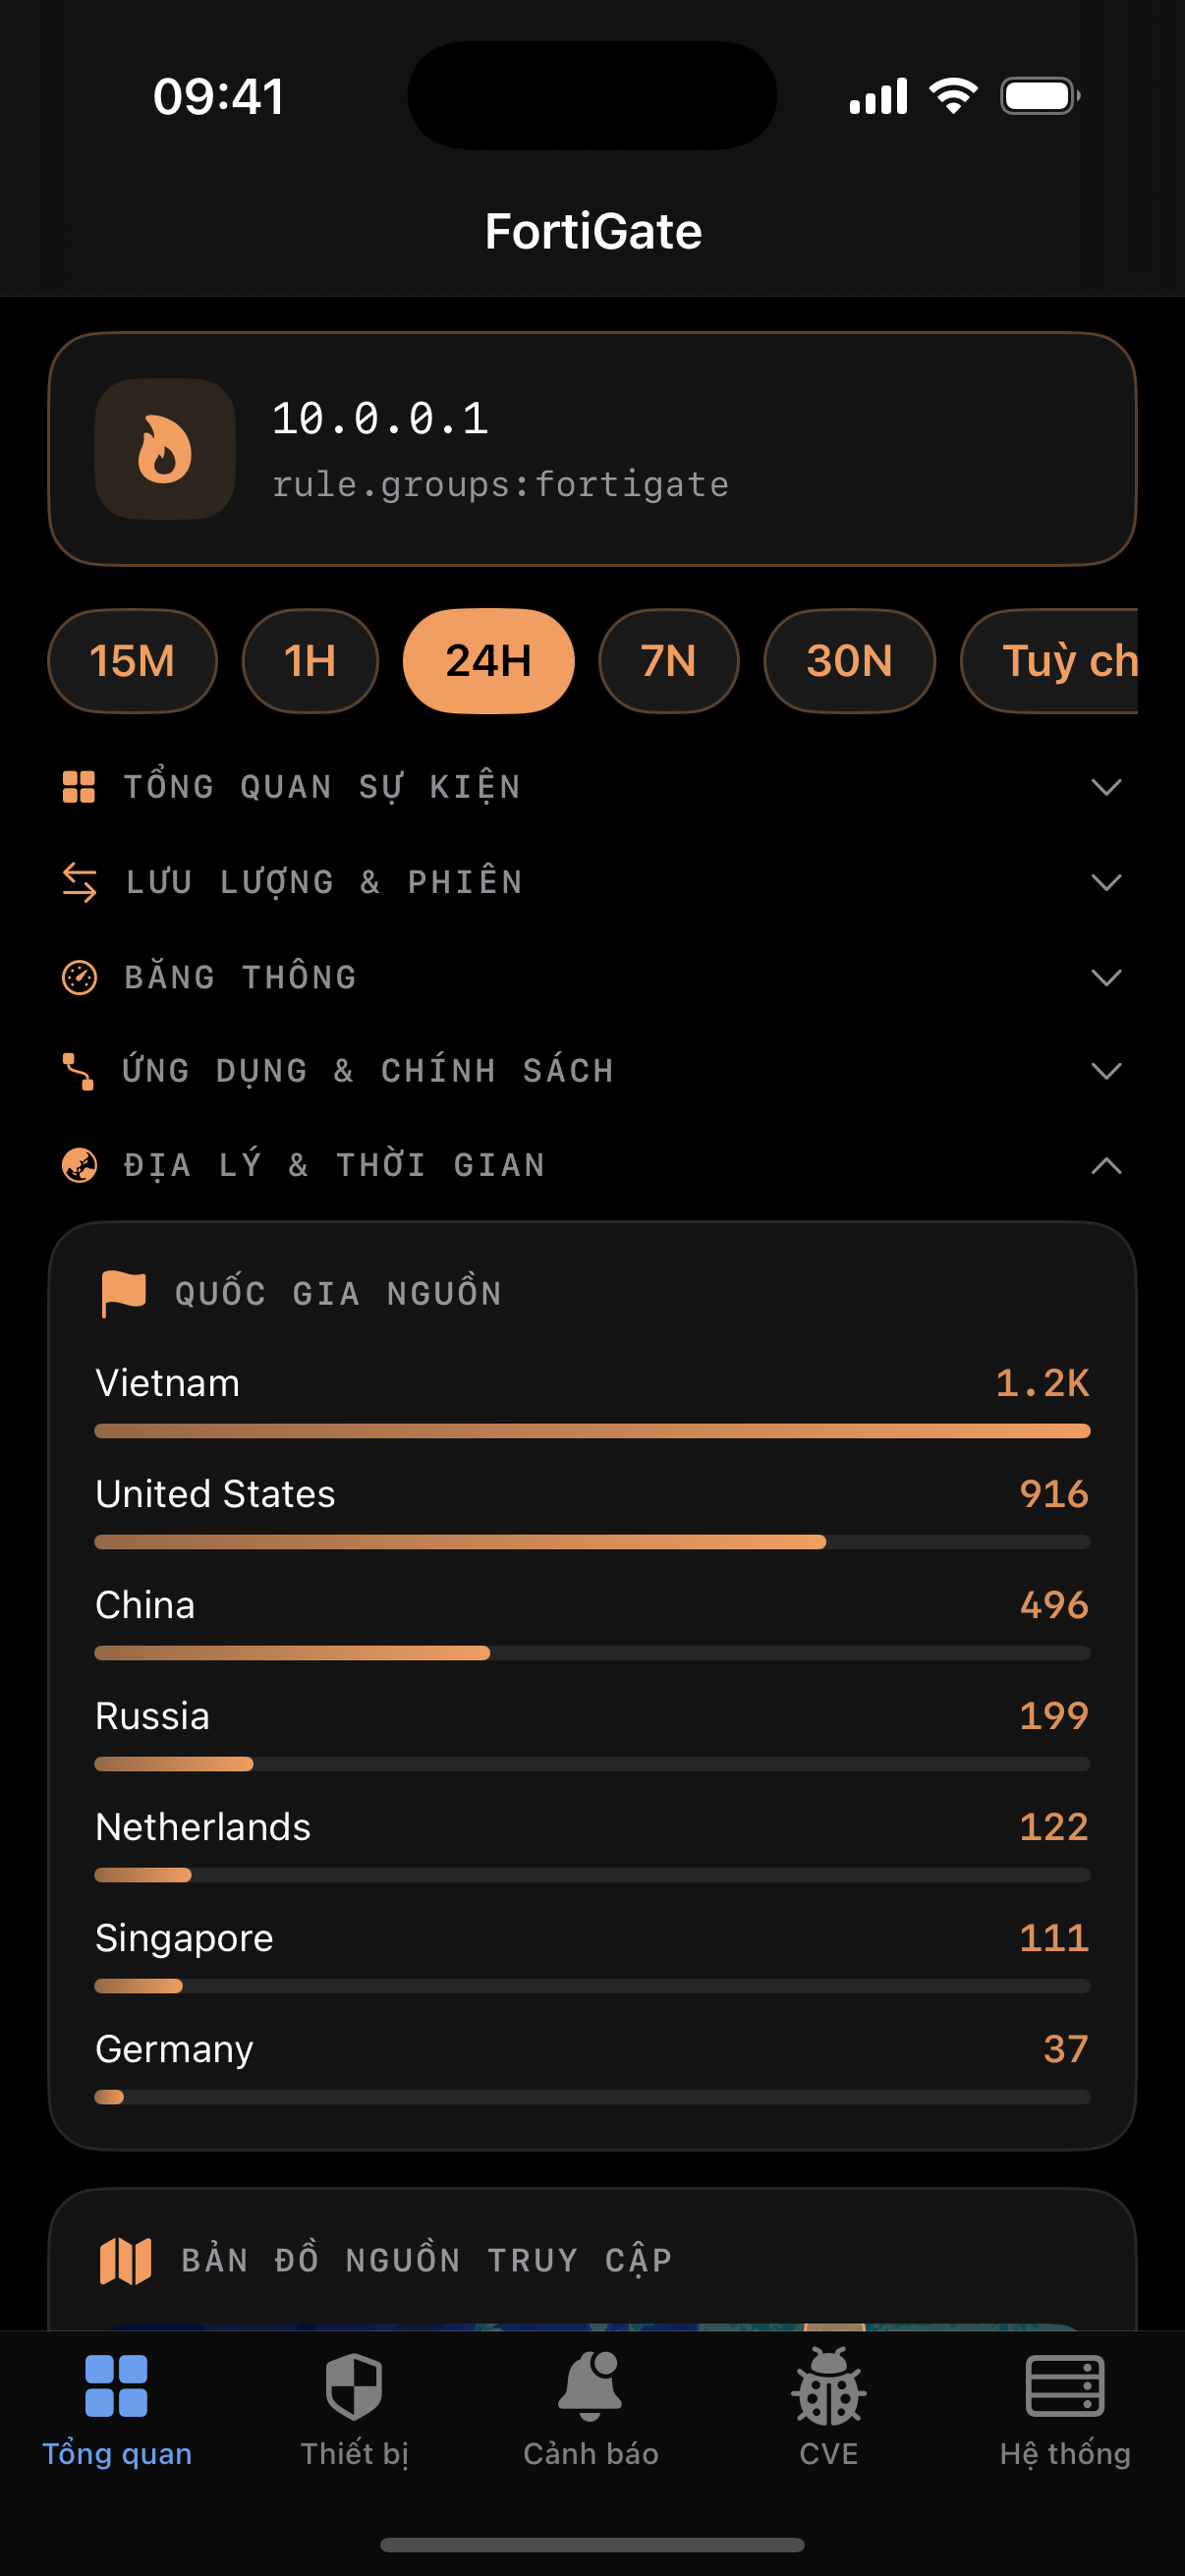 09:41
FortiGate
10.0.0.1
rule.groups:fortigate
15M 1H 24H 7N 30N Tuỳ ch
TỔNG QUAN SỰ KIỆN
LƯU LƯỢNG & PHIÊN
BĂNG THÔNG
ỨNG DỤNG & CHÍNH SÁCH
ĐỊA LÝ & THỜI GIAN
QUỐC GIA NGUỒN
Vietnam 1.2K
United States 916
China 496
Russia 199
Netherlands 122
Singapore 111
Germany 37
BẢN ĐỒ NGUỒN TRUY CẬP
Tổng quan Thiết bị Cảnh báo CVE Hệ thống